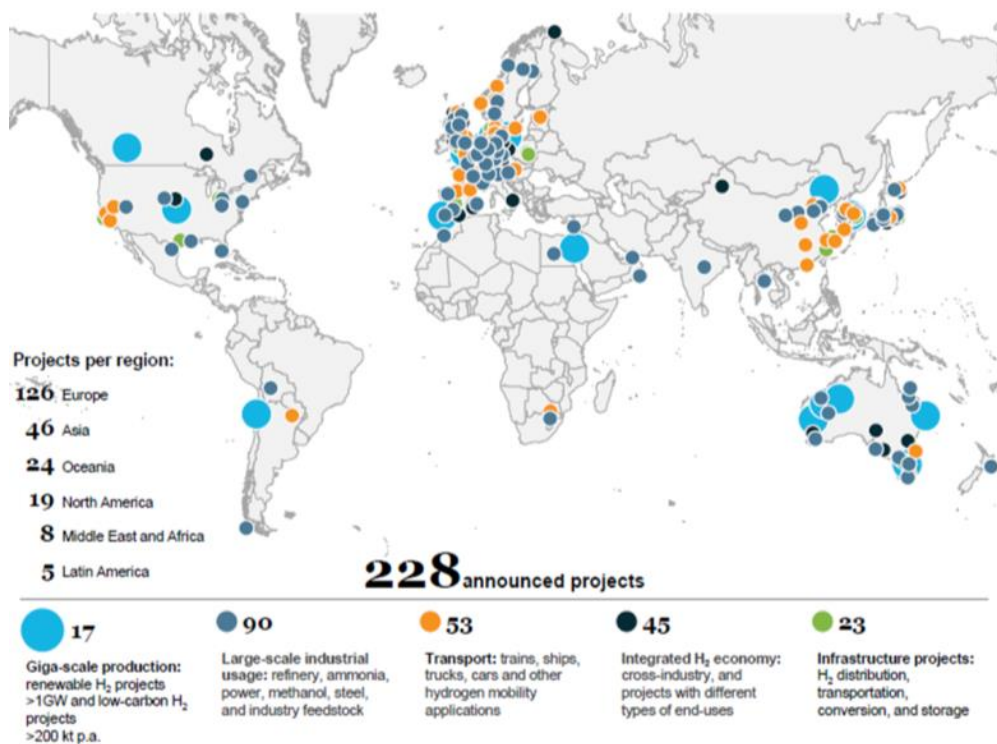 Projects per region:
126 Europe
46 Asia
24 Oceania
19 North America
8 Middle East and Africa
5 Latin America
228 announced projects
17
Giga-scale production:
renewable H₂ projects
>1GW and low-carbon H₂
projects
>200 kt p.a.
90
Large-scale industrial
usage: refinery, ammonia,
power, methanol, steel,
and industry feedstock
53
Transport: trains, ships,
trucks, cars and other
hydrogen mobility
applications
45
Integrated H₂ economy:
cross-industry, and
projects with different
types of end-uses
23
Infrastructure projects:
H₂ distribution,
transportation,
conversion, and storage